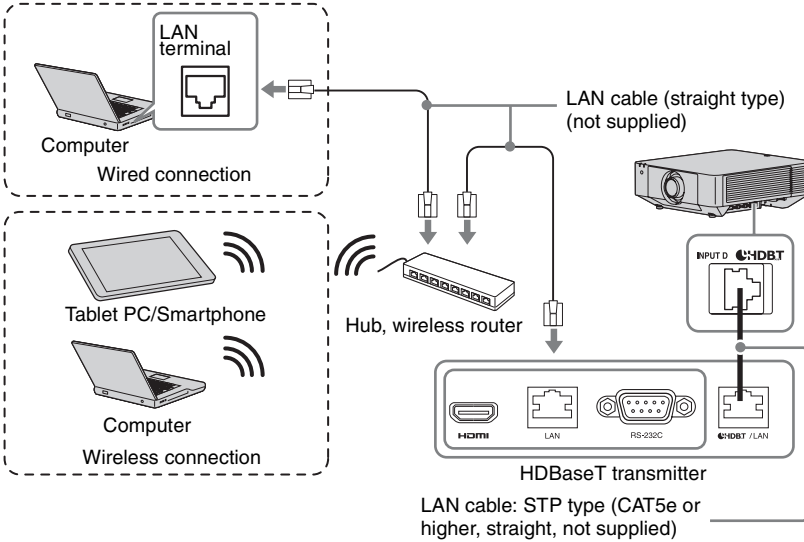 LAN
terminal
Computer
Wired connection
LAN cable (straight type)
(not supplied)
Tablet PC/Smartphone
Computer
Wireless connection
Hub, wireless router
INPUT D HDBT
HDMI
LAN
RS-232C
HDBT / LAN
HDBaseT transmitter
LAN cable: STP type (CAT5e or
higher, straight, not supplied)